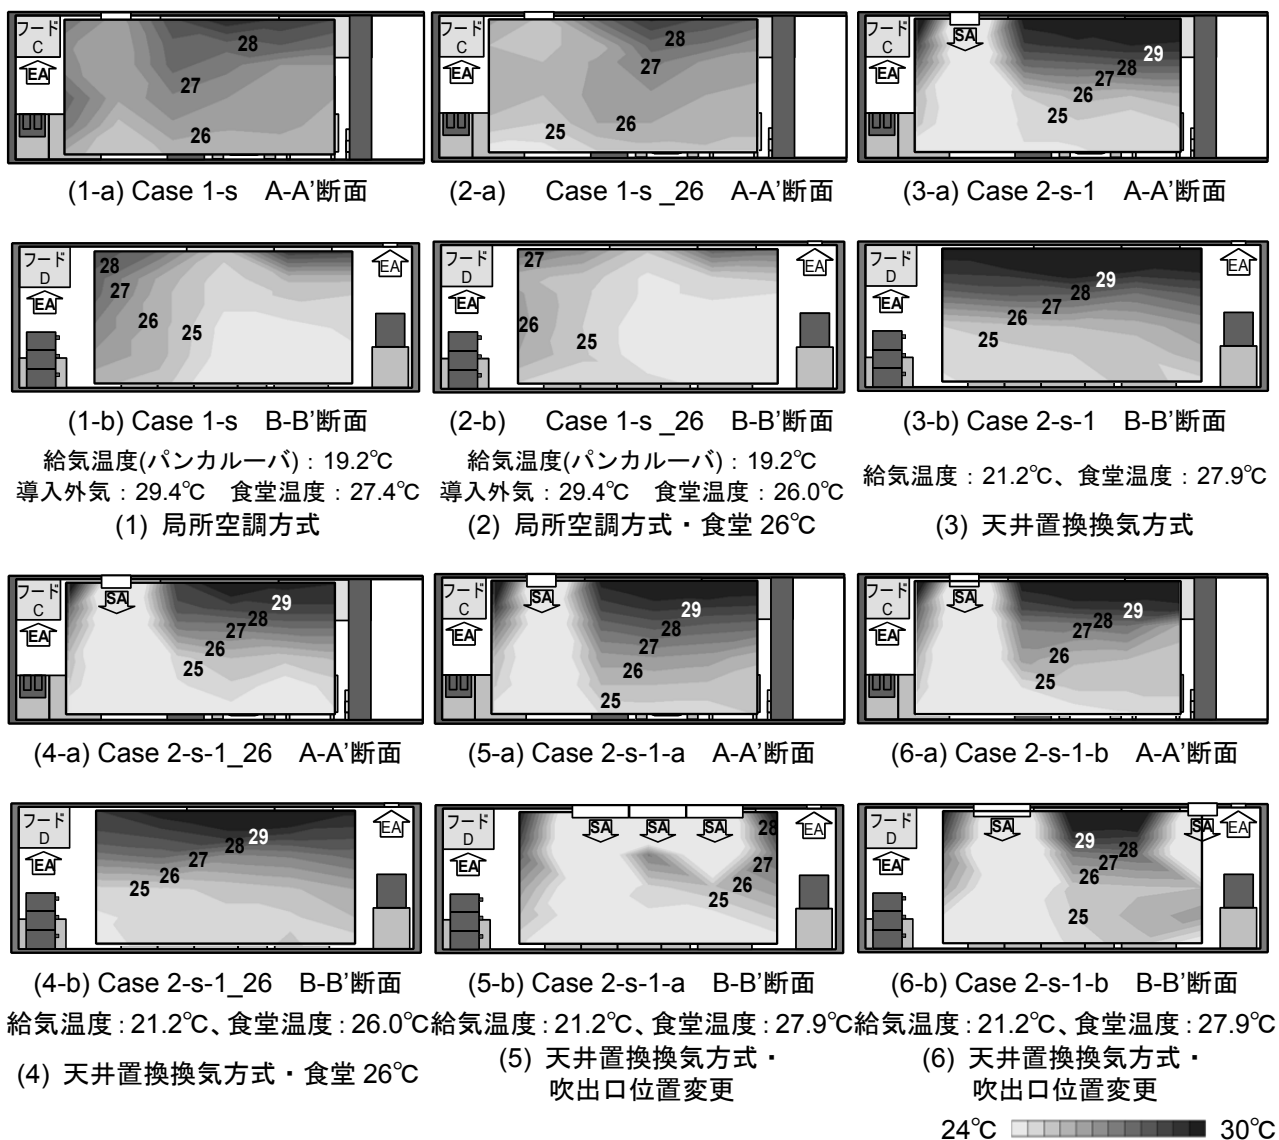 フード
C
EA
28
27
26
フード
C
EA
28
27
26
25
フード
C
EA
SA
29
28
27
26
25
(1-a) Case 1-s A-A'断面
(2-a) Case 1-s _26 A-A'断面
(3-a) Case 2-s-1 A-A'断面
フード
D
EA
28
27
26
25
EA
フード
D
EA
27
26
25
EA
フード
D
EA
29
28
27
26
25
EA
(1-b) Case 1-s B-B'断面
(2-b) Case 1-s _26 B-B'断面
(3-b) Case 2-s-1 B-B'断面
給気温度(パンカルーバ):19.2℃
導入外気:29.4℃ 食堂温度:27.4℃
(1) 局所空調方式
給気温度(パンカルーバ):19.2℃
導入外気:29.4℃ 食堂温度:26.0℃
(2) 局所空調方式・食堂 26℃
給気温度:21.2℃、食堂温度:27.9℃
(3) 天井置換換気方式
フード
C
EA
SA
29
28
27
26
25
フード
C
EA
SA
29
28
27
26
25
フード
C
EA
SA
29
28
27
26
25
(4-a) Case 2-s-1_26 A-A'断面
(5-a) Case 2-s-1-a A-A'断面
(6-a) Case 2-s-1-b A-A'断面
フード
D
EA
29
28
27
26
25
EA
フード
D
EA
SA
SA
SA
28
27
26
25
EA
フード
D
EA
SA
SA
29
28
27
26
25
EA
(4-b) Case 2-s-1_26 B-B'断面
(5-b) Case 2-s-1-a B-B'断面
(6-b) Case 2-s-1-b B-B'断面
給気温度:21.2℃、食堂温度:26.0℃
(4) 天井置換換気方式・食堂 26℃
給気温度:21.2℃、食堂温度:27.9℃
(5) 天井置換換気方式・
吹出口位置変更
給気温度:21.2℃、食堂温度:27.9℃
(6) 天井置換換気方式・
吹出口位置変更
24℃ 30℃